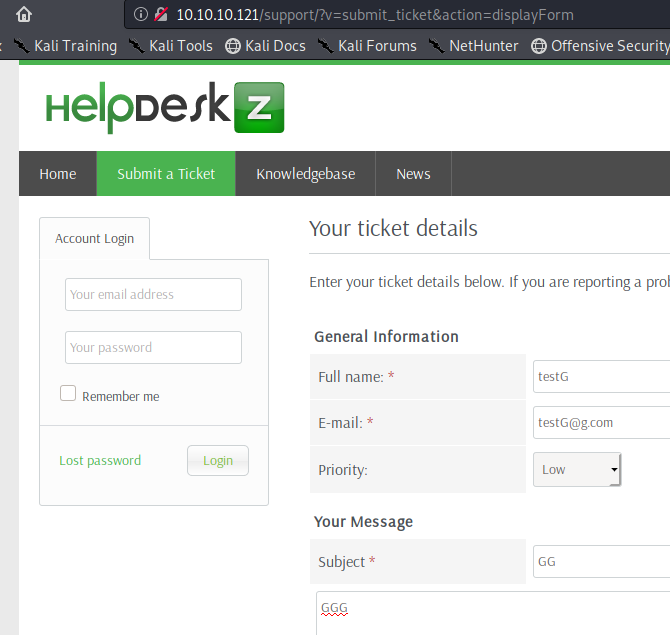 10.10.10.121/support/?v=submit_ticket&action=displayForm
Kali Training Kali Tools Kali Docs Kali Forums NetHunter Offensive Security
HelpDesk Z
Home Submit a Ticket Knowledgebase News
Account Login
Your email address
Your password
Remember me
Lost password Login
Your ticket details
Enter your ticket details below. If you are reporting a
General Information
Full name: * testG
E-mail: * testG@g.com
Priority: Low
Your Message
Subject * GG
GGG